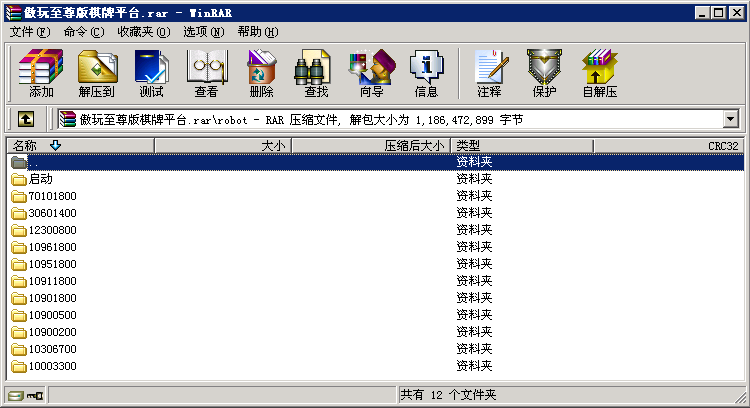 傲玩至尊版棋牌平台.rar - WinRAR
文件(F) 命令(C) 收藏夹(O) 选项(N) 帮助(H)
添加 解压到 测试 查看 删除 查找 向导 信息 注释 保护 自解压
傲玩至尊版棋牌平台.rar\robot - RAR 压缩文件, 解包大小为 1,186,472,899 字节
名称 大小 压缩后大小 类型 CRC32
.. 资料夹
启动 资料夹
70101800 资料夹
30601400 资料夹
12300800 资料夹
10961800 资料夹
10951800 资料夹
10911800 资料夹
10901800 资料夹
10900500 资料夹
10900200 资料夹
10306700 资料夹
10003300 资料夹
共有 12 个文件夹